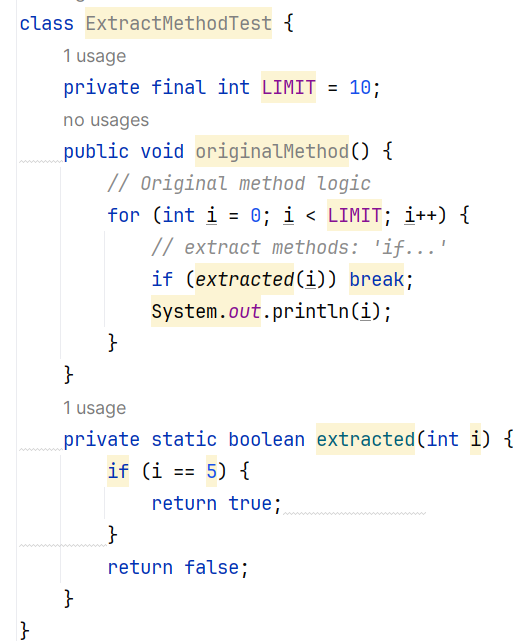 class ExtractMethodTest {
1 usage
private final int LIMIT = 10;
no usages
public void originalMethod() {
// Original method logic
for (int i = 0; i < LIMIT; i++) {
// extract methods: 'if...'
if (extracted(i)) break;
System.out.println(i);
}
}
1 usage
private static boolean extracted(int i) {
if (i == 5) {
return true;
}
return false;
}
}